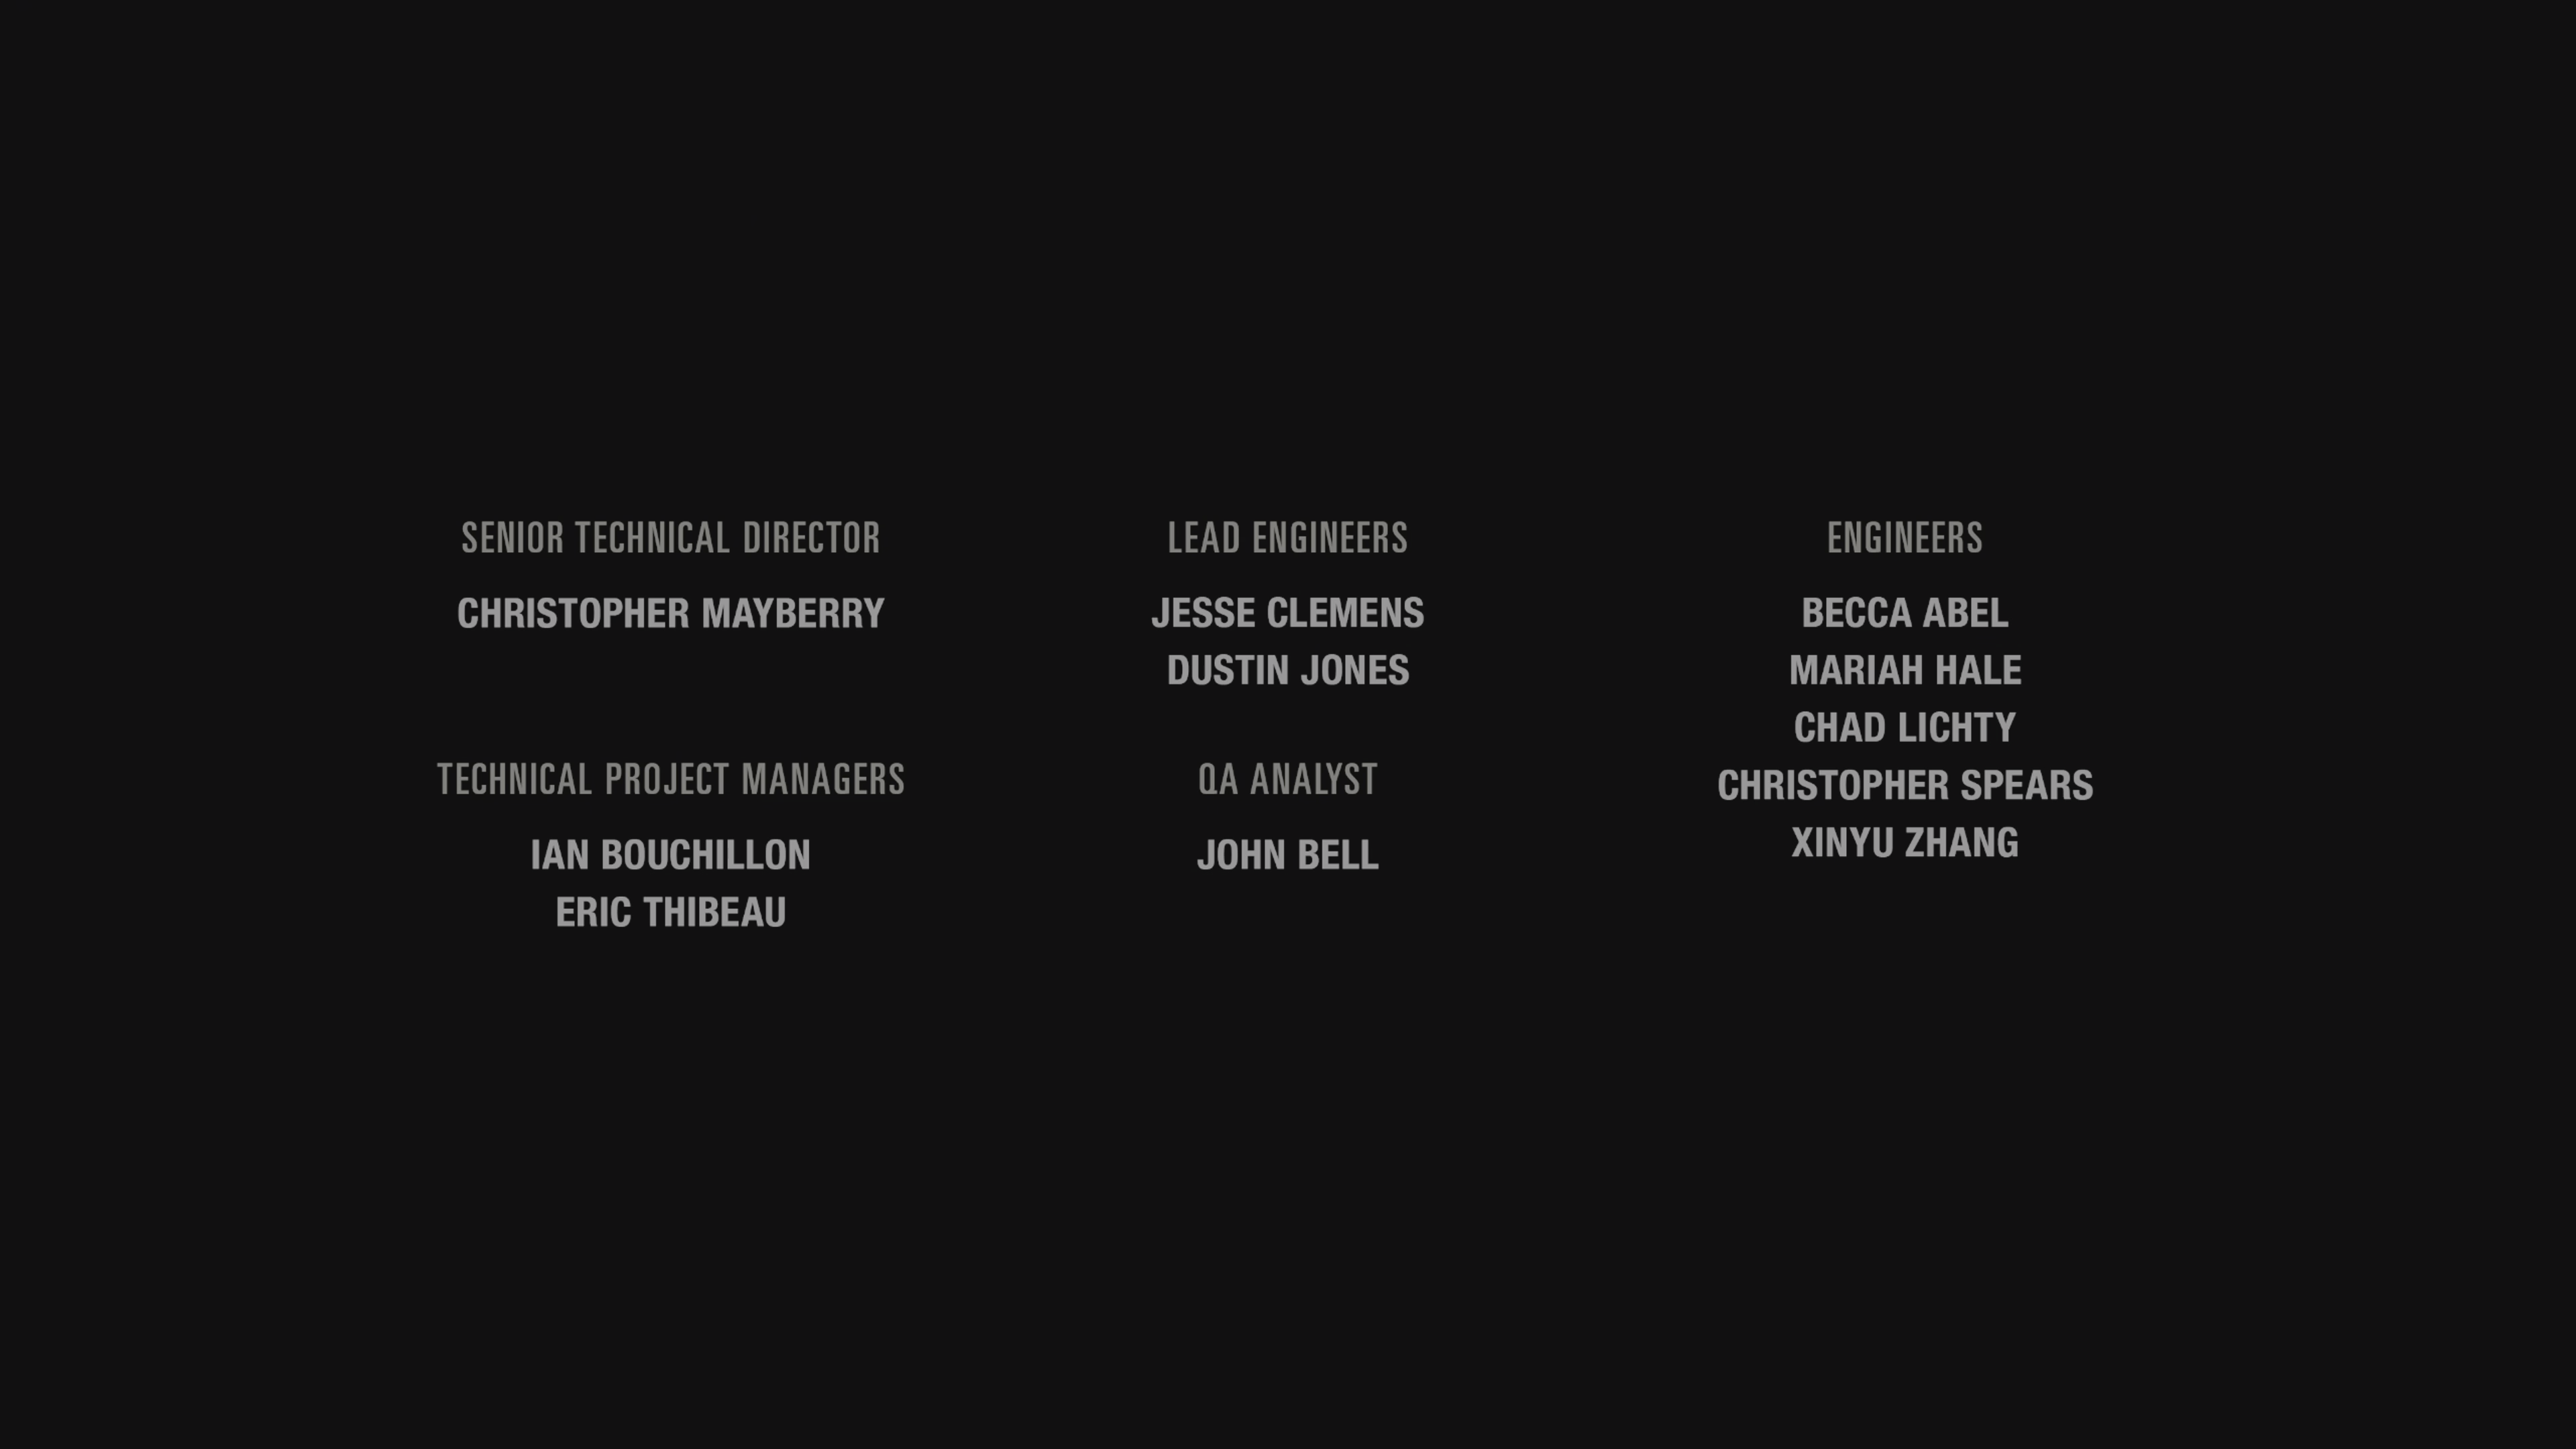 SENIOR TECHNICAL DIRECTOR
CHRISTOPHER MAYBERRY
TECHNICAL PROJECT MANAGERS
IAN BOUCHILLON
ERIC THIBEAU
LEAD ENGINEERS
JESSE CLEMENS
DUSTIN JONES
QA ANALYST
JOHN BELL
ENGINEERS
BECCA ABEL
MARIAH HALE
CHAD LICHTY
CHRISTOPHER SPEARS
XINYU ZHANG